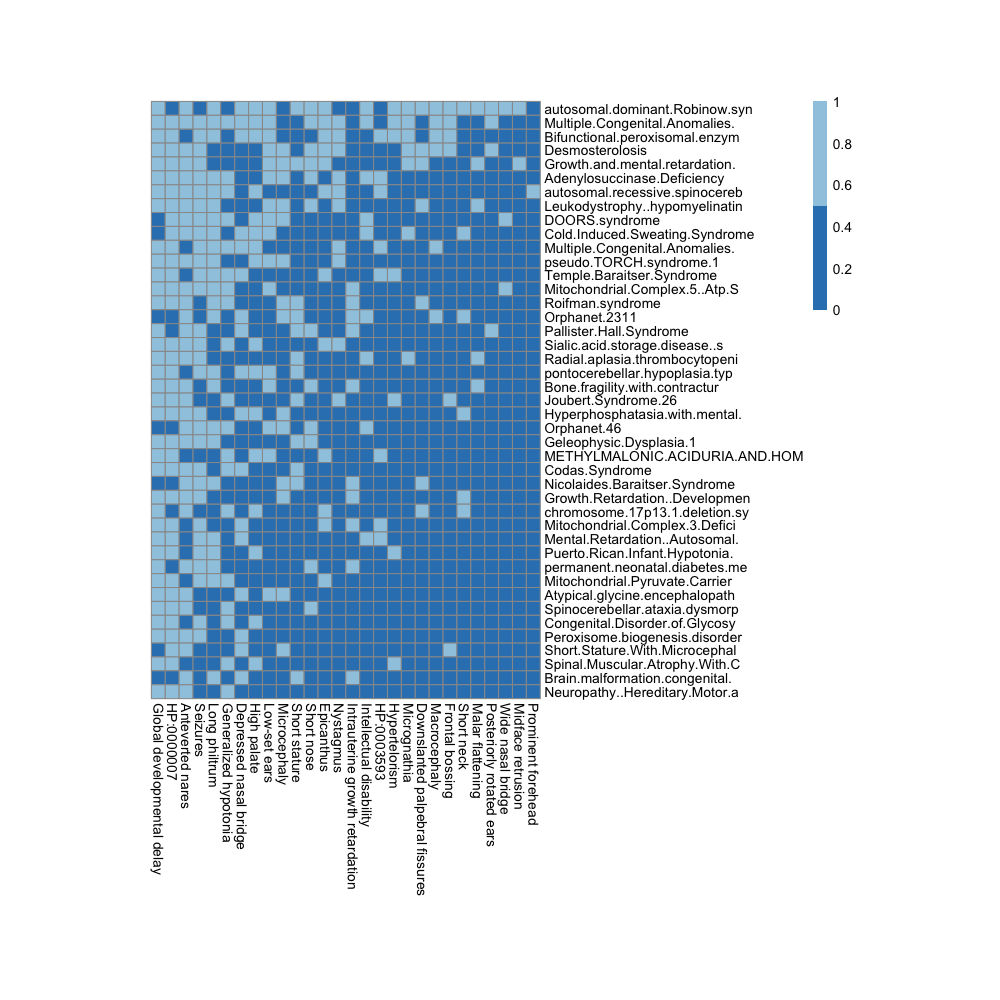 autosomal.dominant.Robinow.syn
Multiple.Congenital.Anomalies.
Bifunctional.peroxisomal.enzym
Desmosterolosis
Growth.and.mental.retardation.
Adenylosuccinase.Deficiency
autosomal.recessive.spinocereb
Leukodystrophy..hypomyelinatin
DOORS.syndrome
Cold.Induced.Sweating.Syndrome
Multiple.Congenital.Anomalies.
pseudo.TORCH.syndrome.1
Temple.Baraitser.Syndrome
Mitochondrial.Complex.5..Atp.S
Roifman.syndrome
Orphanet.2311
Pallister.Hall.Syndrome
Sialic.acid.storage.disease..s
Radial.aplasia.thrombocytopeni
pontocerebellar.hypoplasia.typ
Bone.fragility.with.contractur
Joubert.Syndrome.26
Hyperphosphatasia.with.mental.
Orphanet.46
Geleophysic.Dysplasia.1
METHYLMALONIC.ACIDURIA.AND.HOM
Codas.Syndrome
Nicolaides.Baraitser.Syndrome
Growth.Retardation..Developmen
chromosome.17p13.1.deletion.sy
Mitochondrial.Complex.3.Defici
Mental.Retardation..Autosomal.
Puerto.Rican.Infant.Hypotonia.
permanent.neonatal.diabetes.me
Mitochondrial.Pyruvate.Carrier
Atypical.glycine.encephalopath
Spinocerebellar.ataxia.dysmorp
Congenital.Disorder.of.Glycosy
Peroxisome.biogenesis.disorder
Short.Stature.With.Microcephal
Spinal.Muscular.Atrophy.With.C
Brain.malformation.congenital.
Neuropathy..Hereditary.Motor.a
Global developmental delay
HP:0000007
Anteverted nares
Seizures
Long philtrum
Generalized hypotonia
Depressed nasal bridge
High palate
Low-set ears
Microcephaly
Short stature
Short nose
Epicanthus
Nystagmus
Intrauterine growth retardation
Intellectual disability
HP:0003593
Hypertelorism
Micrognathia
Downslanted palpebral fissures
Macrocephaly
Frontal bossing
Short neck
Malar flattening
Posteriorly rotated ears
Wide nasal bridge
Midface retrusion
Prominent forehead
1
0.8
0.6
0.4
0.2
0